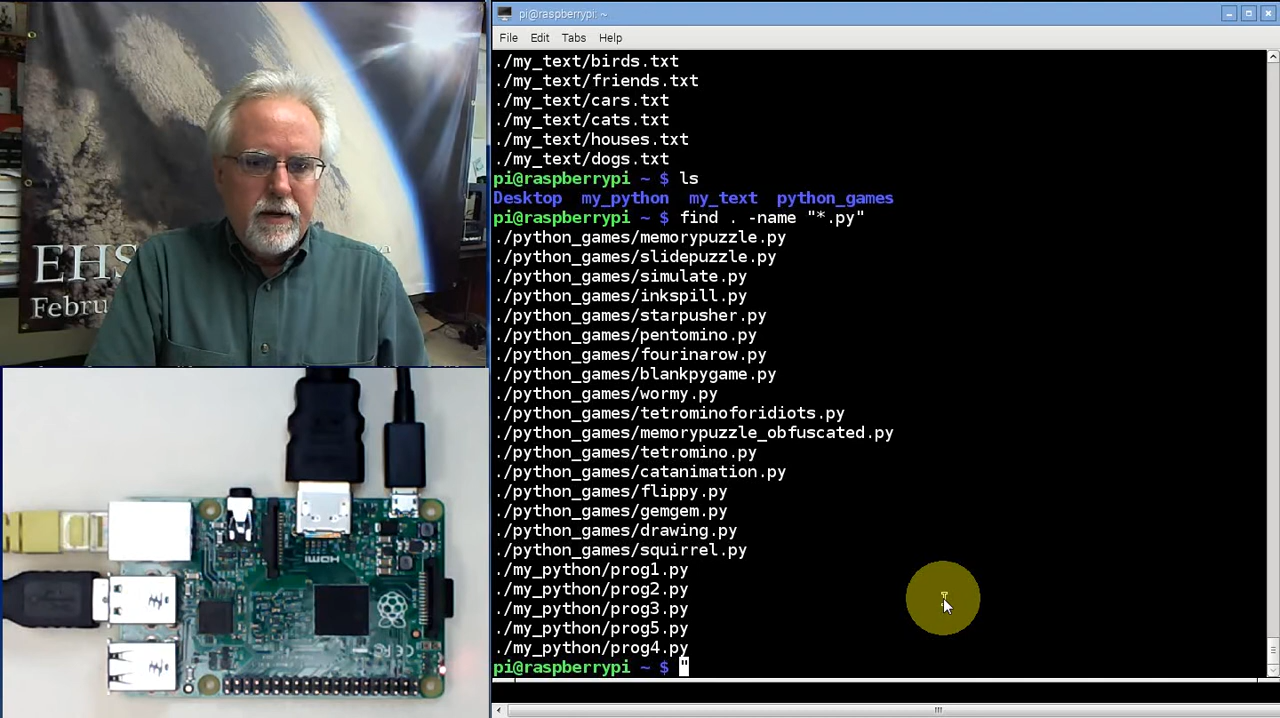 EHS
Febru
pi@raspberrypi: ~
File Edit Tabs Help
./my_text/birds.txt
./my_text/friends.txt
./my_text/cars.txt
./my_text/cats.txt
./my_text/houses.txt
./my_text/dogs.txt
pi@raspberrypi ~ $ ls
Desktop my_python my_text python_games
pi@raspberrypi ~ $ find . -name "*.py"
./python_games/memorypuzzle.py
./python_games/slidepuzzle.py
./python_games/simulate.py
./python_games/inkspill.py
./python_games/starpusher.py
./python_games/pentomino.py
./python_games/fourinarow.py
./python_games/blankpygame.py
./python_games/wormy.py
./python_games/tetrominoforidiots.py
./python_games/memorypuzzle_obfuscated.py
./python_games/tetromino.py
./python_games/catanimation.py
./python_games/flippy.py
./python_games/gemgem.py
./python_games/drawing.py
./python_games/squirrel.py
./my_python/prog1.py
./my_python/prog2.py
./my_python/prog3.py
./my_python/prog5.py
./my_python/prog4.py
pi@raspberrypi ~ $ "
HDMI